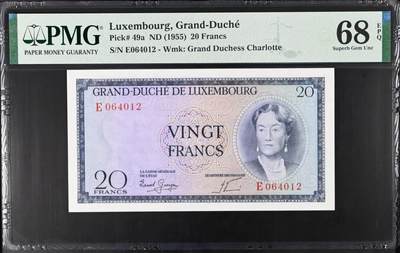 PMG
PAPER MONEY GUARANTY
Luxembourg, Grand-Duché
Pick# 49a ND (1955) 20 Francs
S/N E064012 - Wmk: Grand Duchess Charlotte
68 EPQ
Superb Gem Unc
GRAND-DUCHÉ DE LUXEMBOURG 20
E 064012
VINGT
FRANCS
20
FRANCS
E 064012